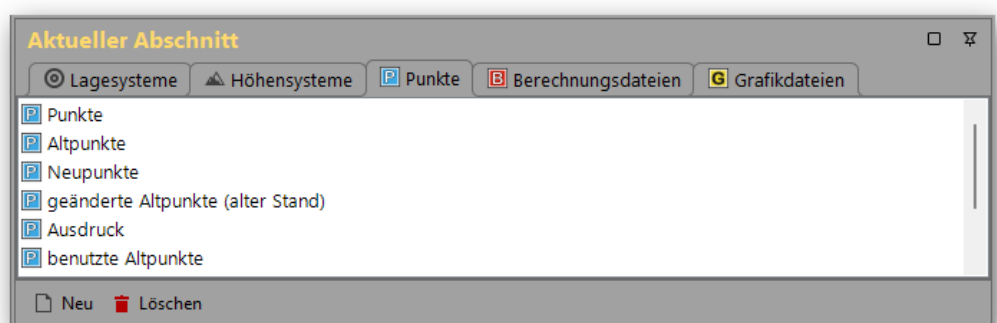 Aktueller Abschnitt
Lagesysteme Höhensysteme P Punkte B Berechnungsdateien G Grafikdateien
P Punkte
P Altpunkte
P Neupunkte
P geänderte Altpunkte (alter Stand)
P Ausdruck
P benutzte Altpunkte
Neu Löschen